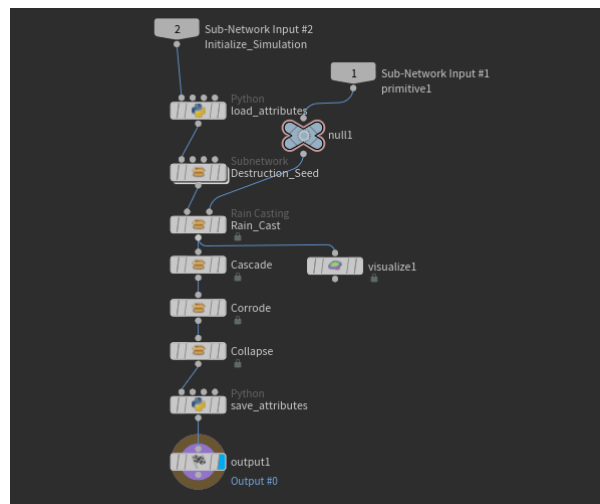 2
Sub-Network Input #2
Initialize_Simulation
1
Sub-Network Input #1
primitive1
Python
load_attributes
null1
Subnetwork
Destruction_Seed
Rain Casting
Rain_Cast
Cascade
visualize1
Corrode
Collapse
Python
save_attributes
output1
Output #0